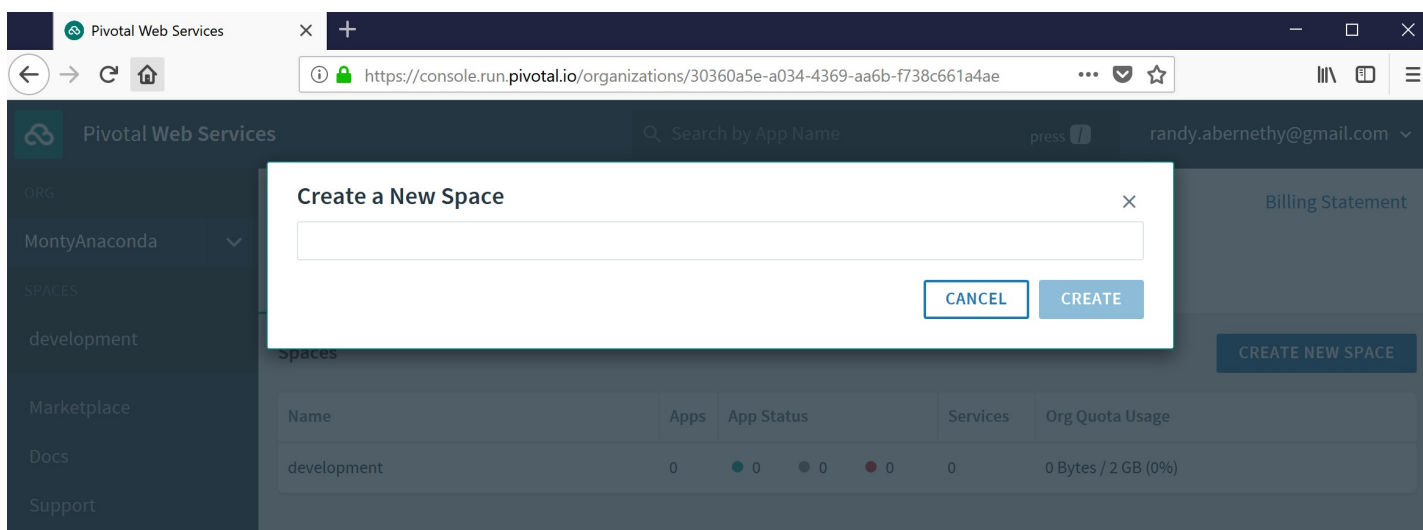 Pivotal Web Services
https://console.run.pivotal.io/organizations/30360a5e-a034-4369-aa6b-f738c661a4ae
Pivotal Web Services Search by App Name press / randy.abernethy@gmail.com
ORG
MontyAnaconda
SPACES
development
Marketplace
Docs
Support
Create a New Space
CANCEL CREATE
Billing Statement
Spaces CREATE NEW SPACE
Name Apps App Status Services Org Quota Usage
development 0 0 0 0 0 0 Bytes / 2 GB (0%)